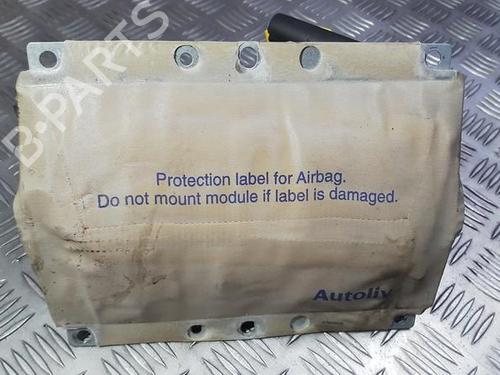 B-PARTS
Protection label for Airbag.
Do not mount module if label is damaged.
Autoliv